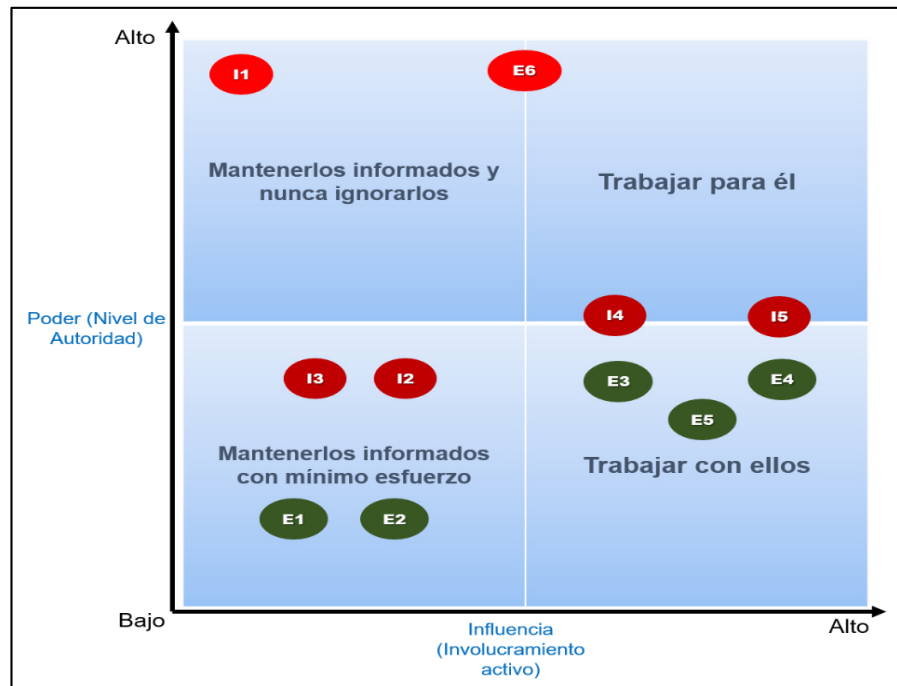 Alto
I1
E6
Mantenerlos informados y
nunca ignorarlos
Trabajar para él
Poder (Nivel de
Autoridad)
I4
I5
I3
I2
E3
E4
E5
Mantenerlos informados
con mínimo esfuerzo
Trabajar con ellos
E1
E2
Bajo
Influencia
(Involucramiento
activo)
Alto